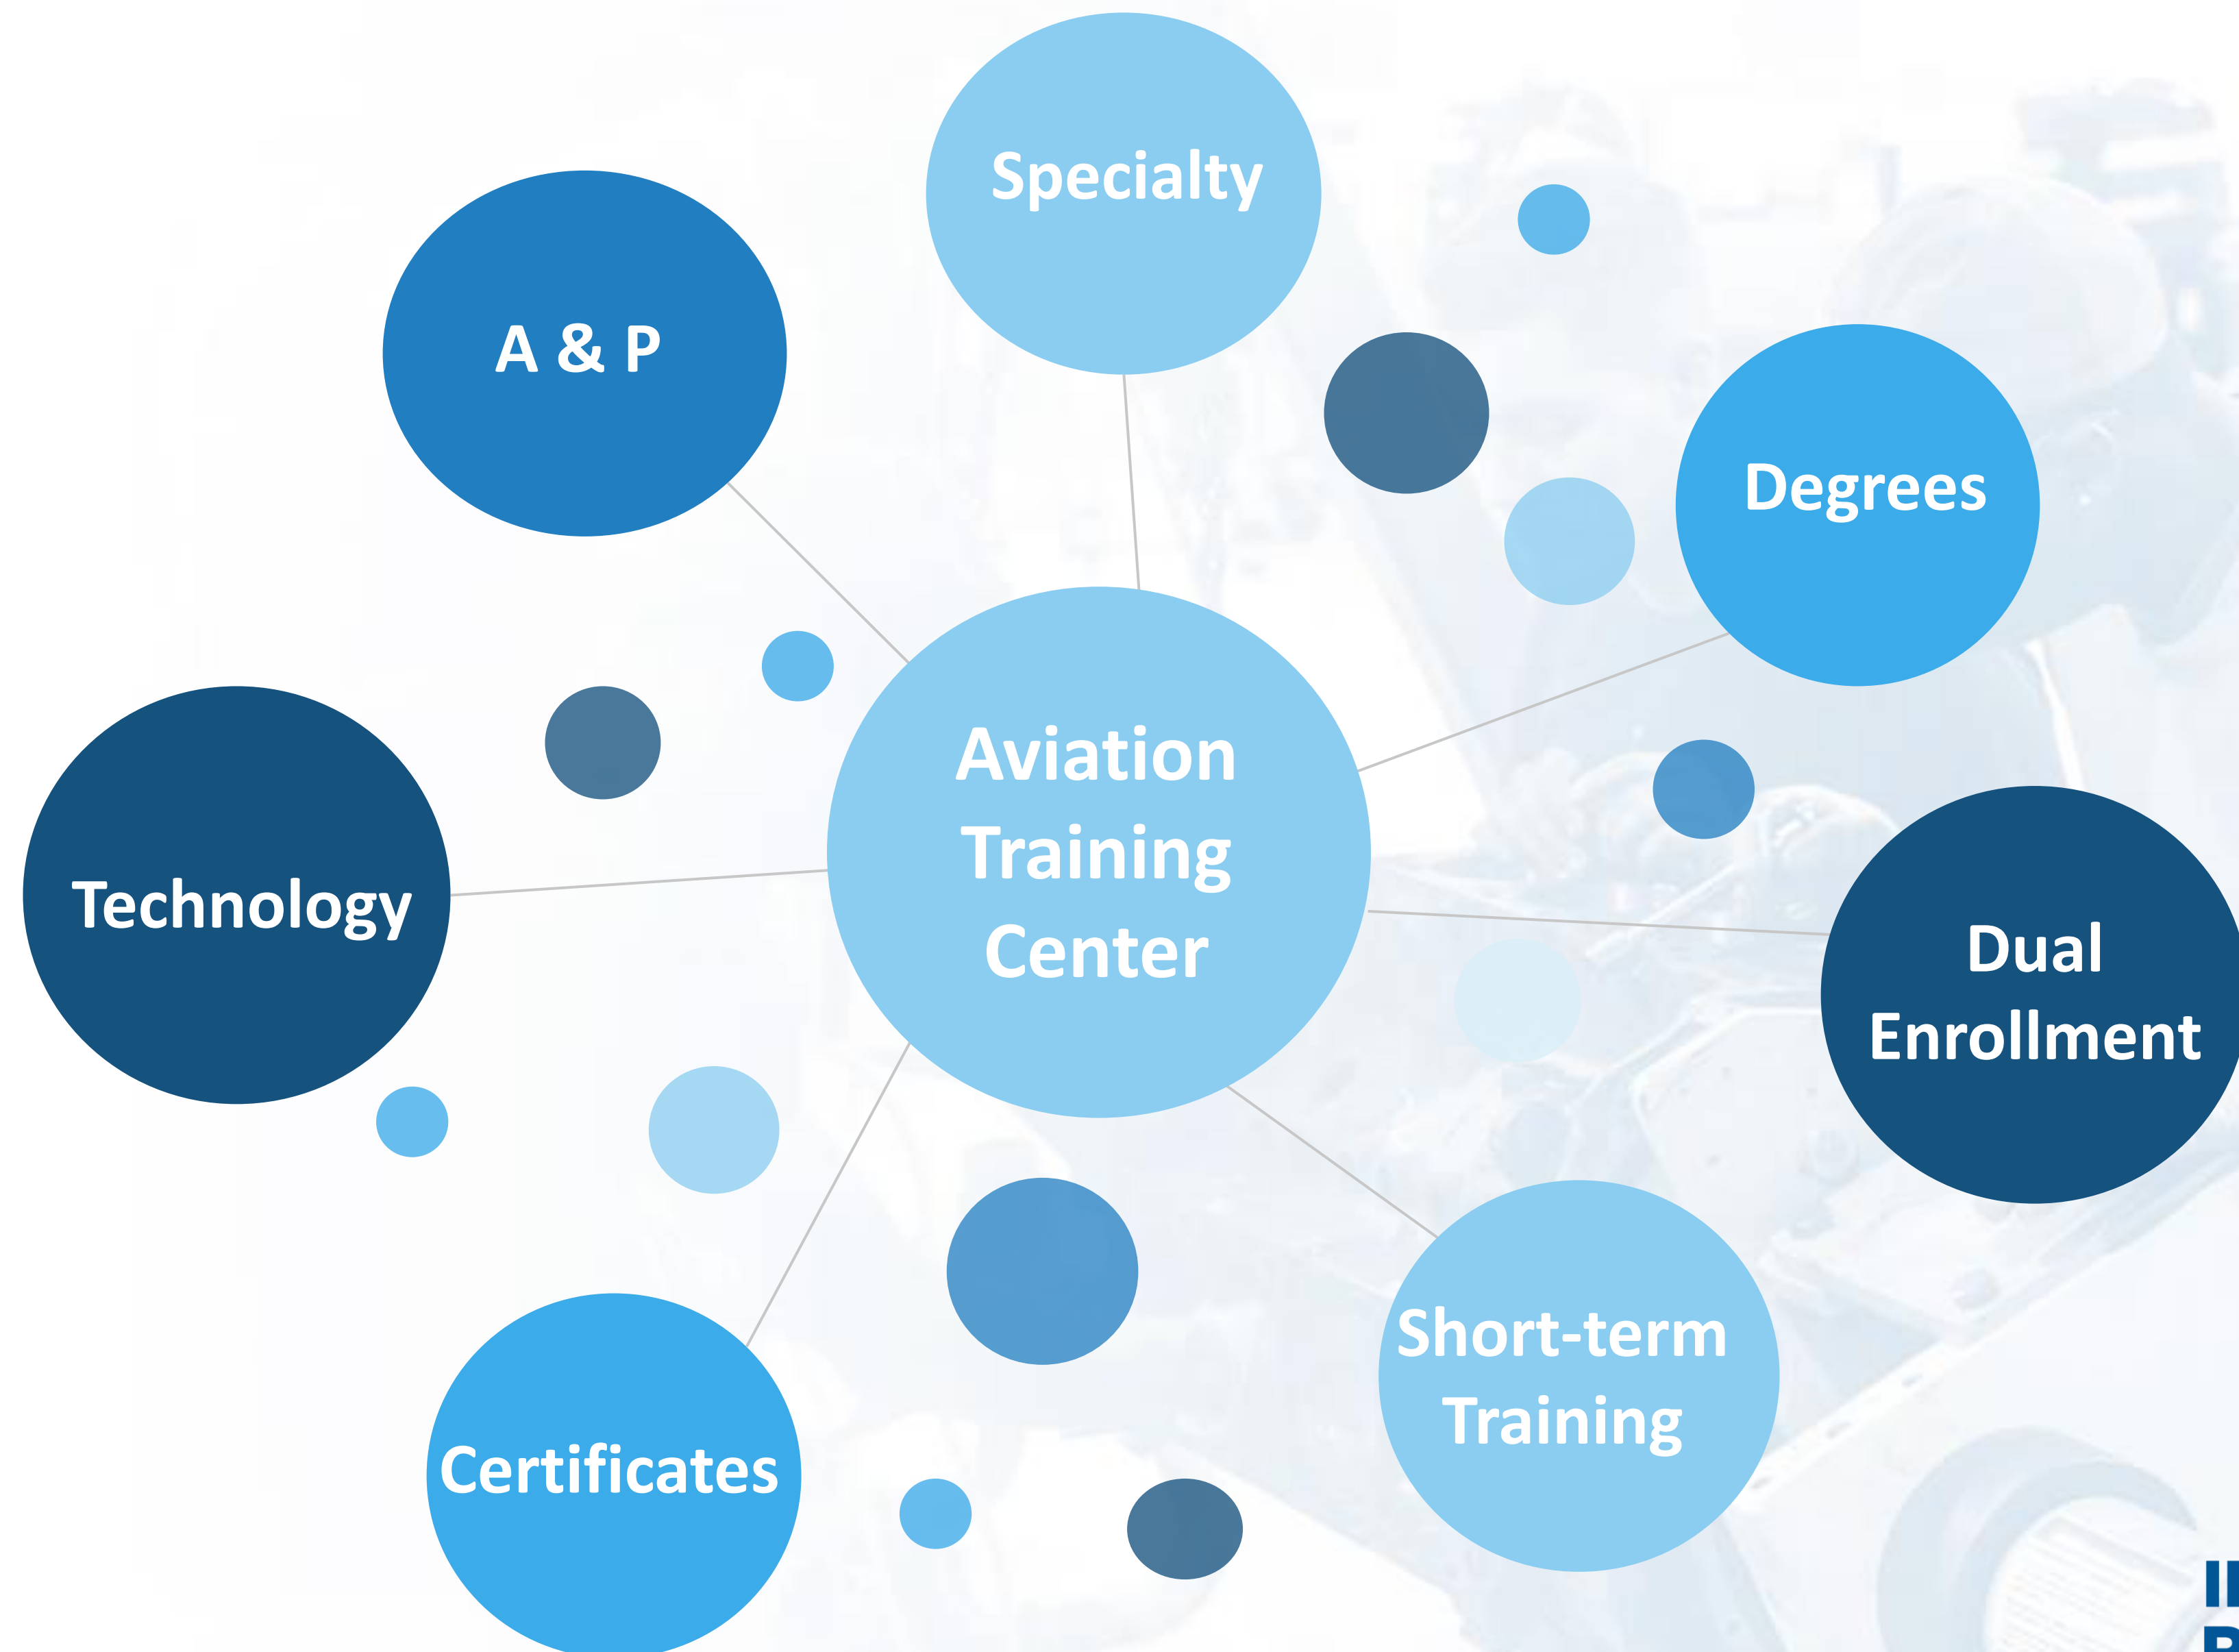 Specialty
A & P
Degrees
Aviation
Training
Center
Technology
Dual
Enrollment
Short-term
Training
Certificates